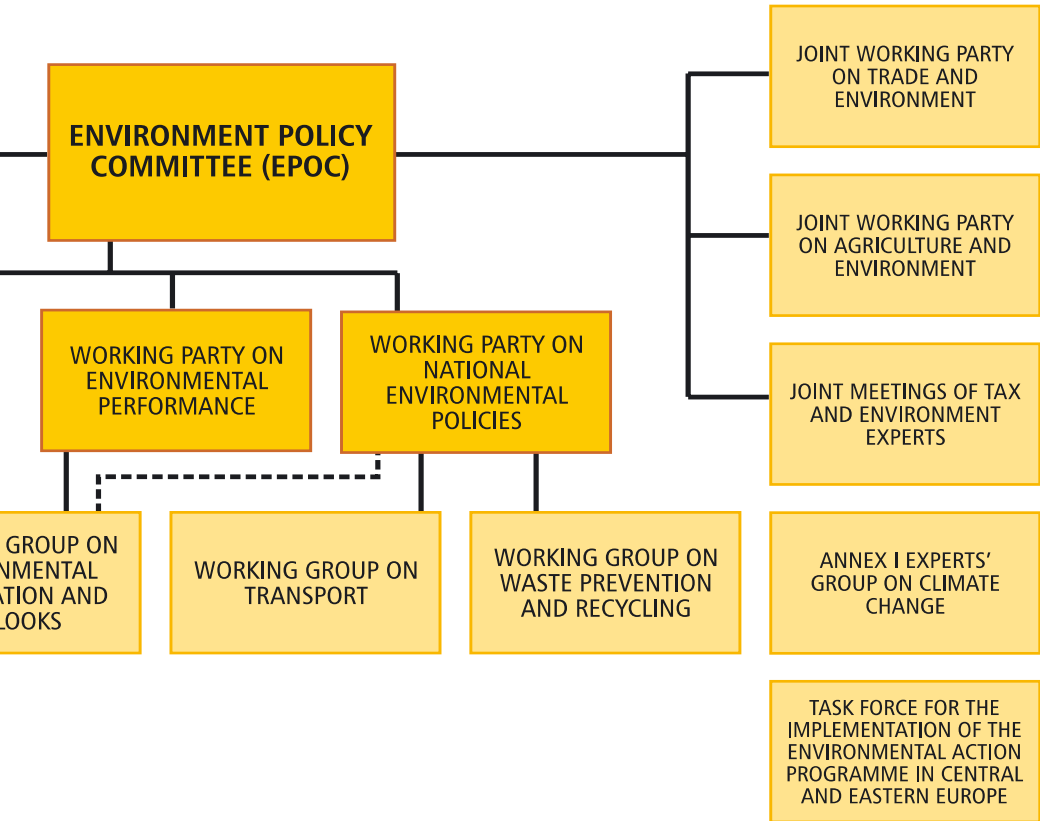 ENVIRONMENT POLICY
COMMITTEE (EPOC)
JOINT WORKING PARTY
ON TRADE AND
ENVIRONMENT
JOINT WORKING PARTY
ON AGRICULTURE AND
ENVIRONMENT
WORKING PARTY ON
ENVIRONMENTAL
PERFORMANCE
WORKING PARTY ON
NATIONAL
ENVIRONMENTAL
POLICIES
JOINT MEETINGS OF TAX
AND ENVIRONMENT
EXPERTS
GROUP ON
NMENTAL
ATION AND
LOOKS
WORKING GROUP ON
TRANSPORT
WORKING GROUP ON
WASTE PREVENTION
AND RECYCLING
ANNEX I EXPERTS'
GROUP ON CLIMATE
CHANGE
TASK FORCE FOR THE
IMPLEMENTATION OF THE
ENVIRONMENTAL ACTION
PROGRAMME IN CENTRAL
AND EASTERN EUROPE